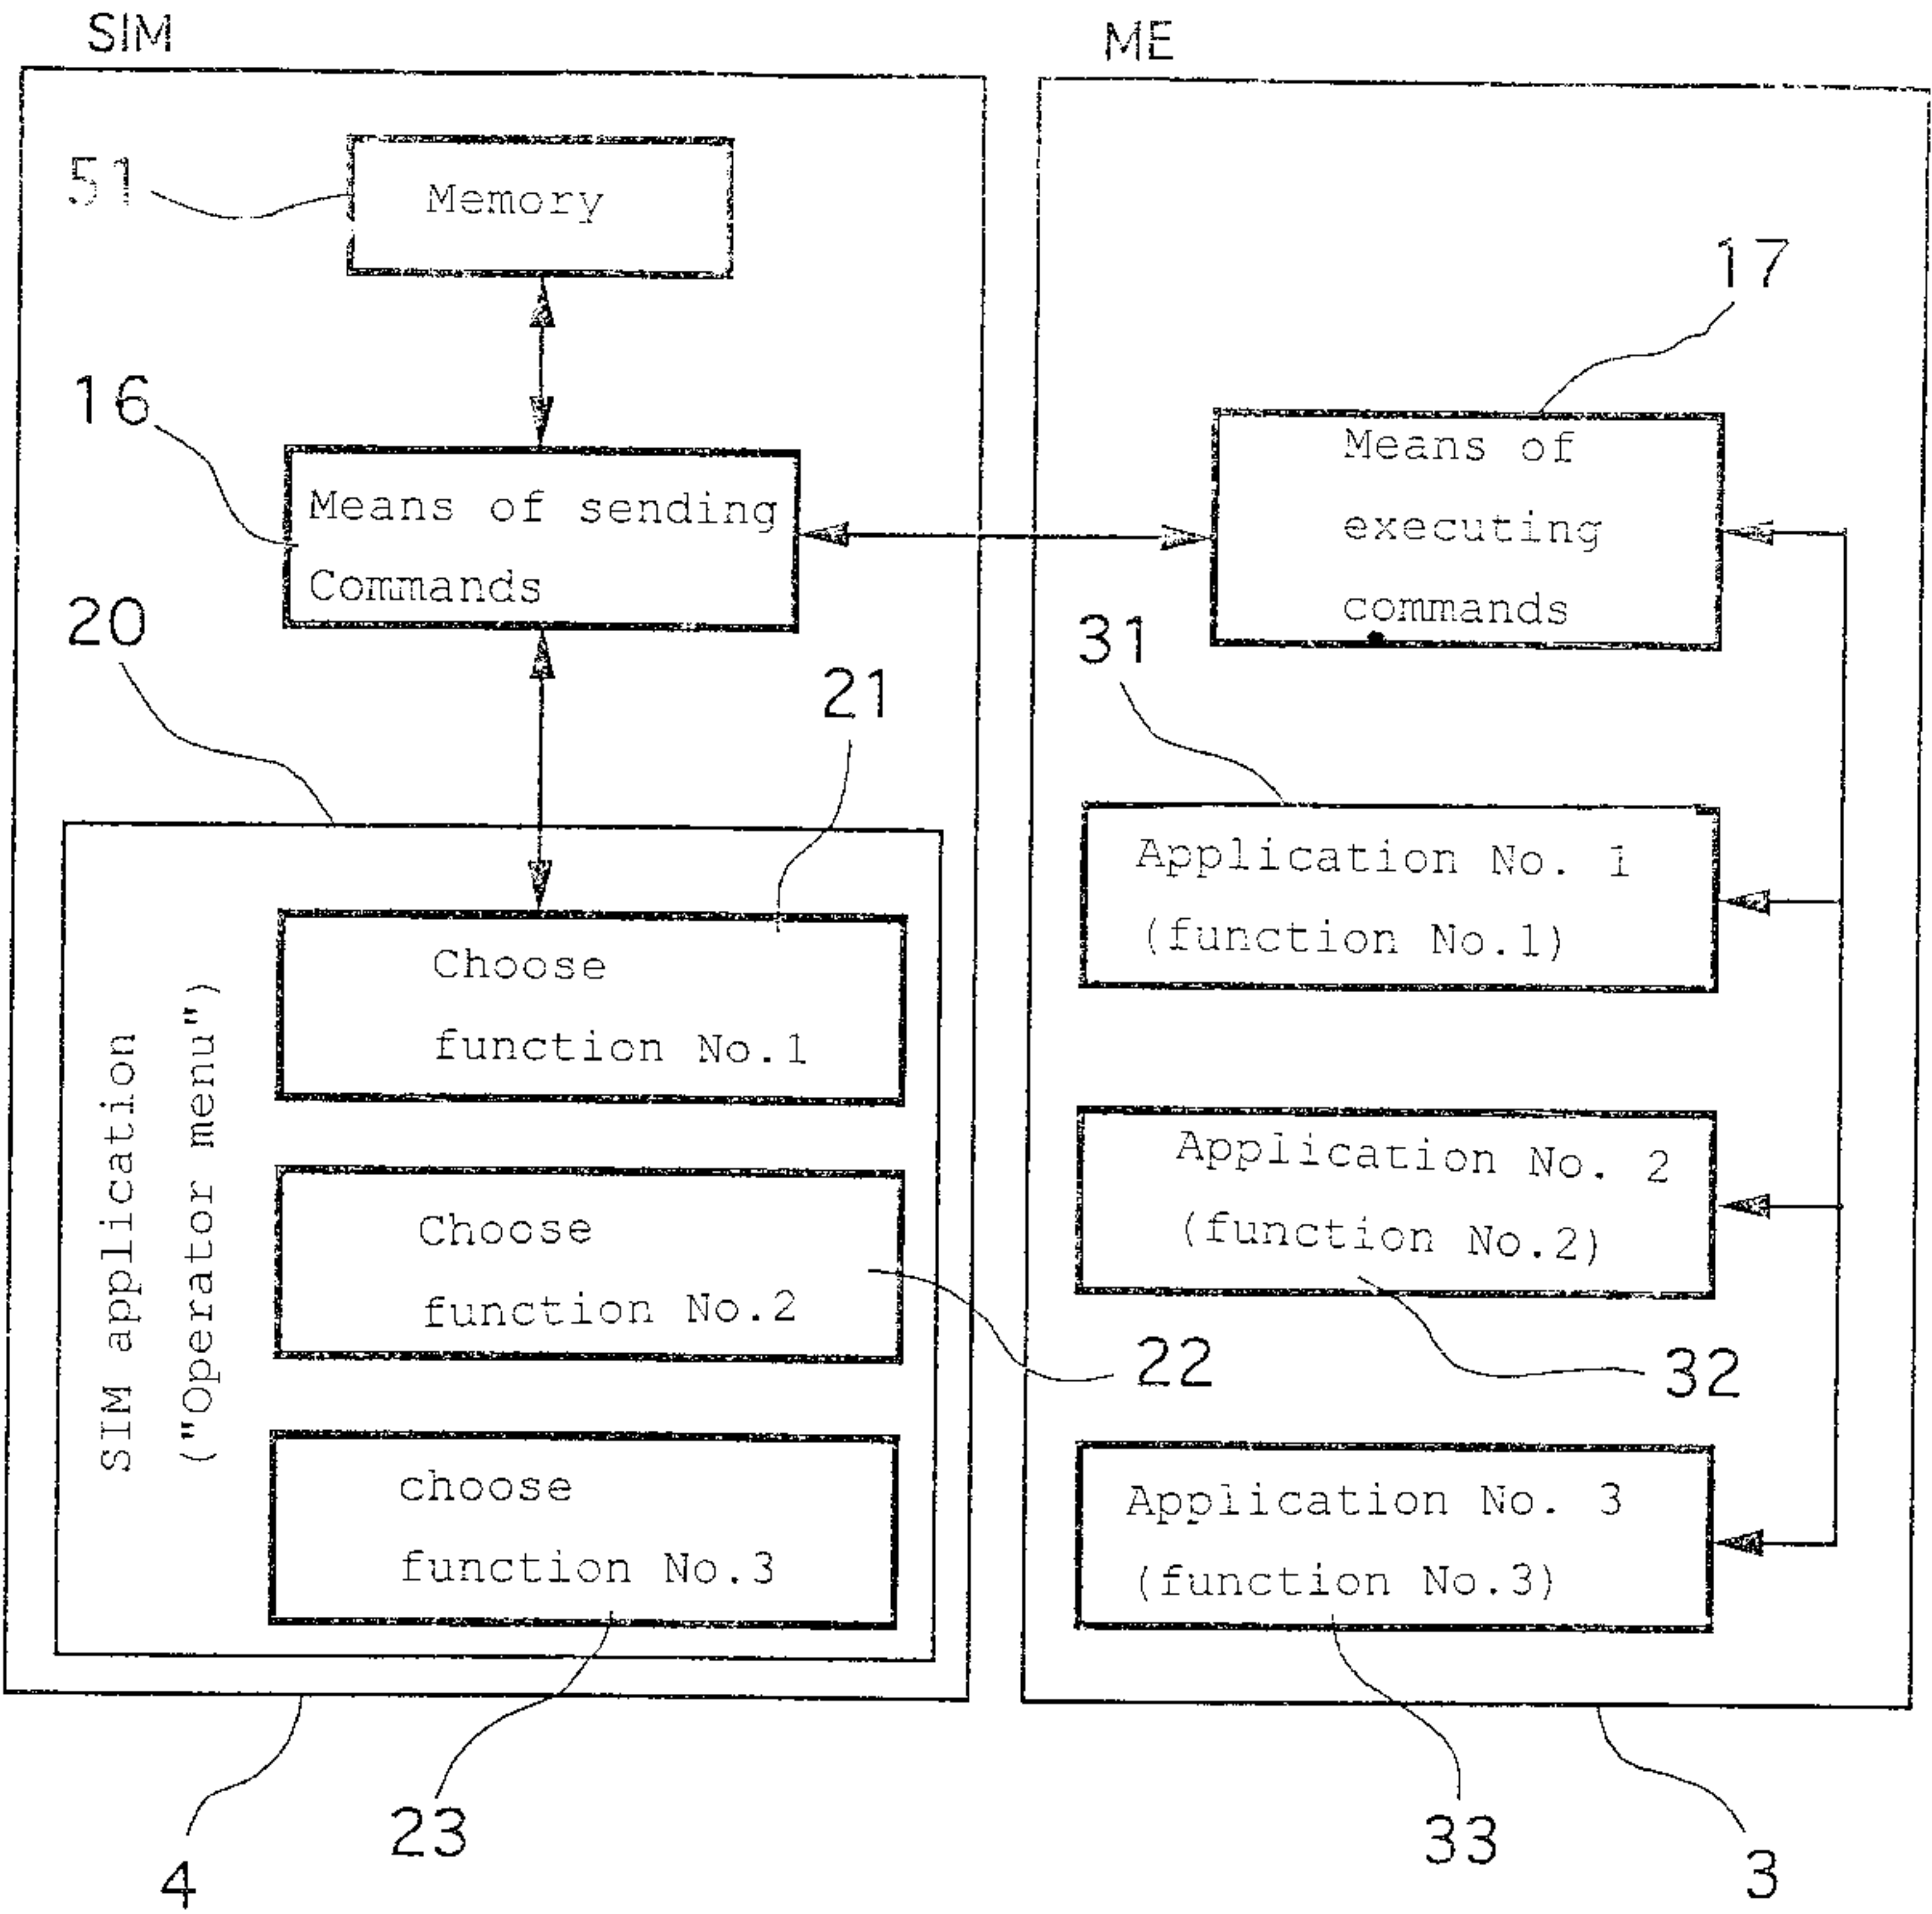 SIM
ME
51
Memory
17
16
Means of sending
Commands
Means of
executing
commands
20
21
31
SIM application
("Operator menu")
Choose
function No.1
Choose
function No.2
choose
function No.3
Application No. 1
(function No.1)
Application No. 2
(function No.2)
Application No. 3
(function No.3)
22
32
23
33
4
3